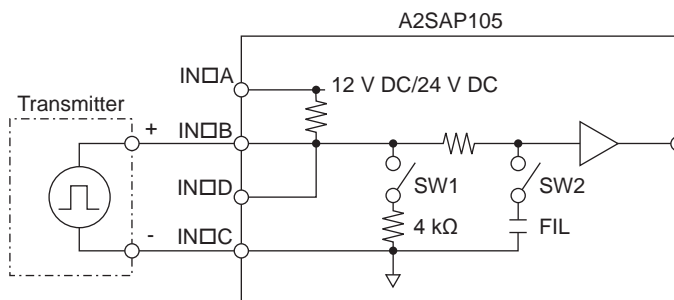 A2SAP105
IN□A
12 V DC/24 V DC
Transmitter
+
IN□B
IN□D
SW1
SW2
-
IN□C
4 kΩ
FIL